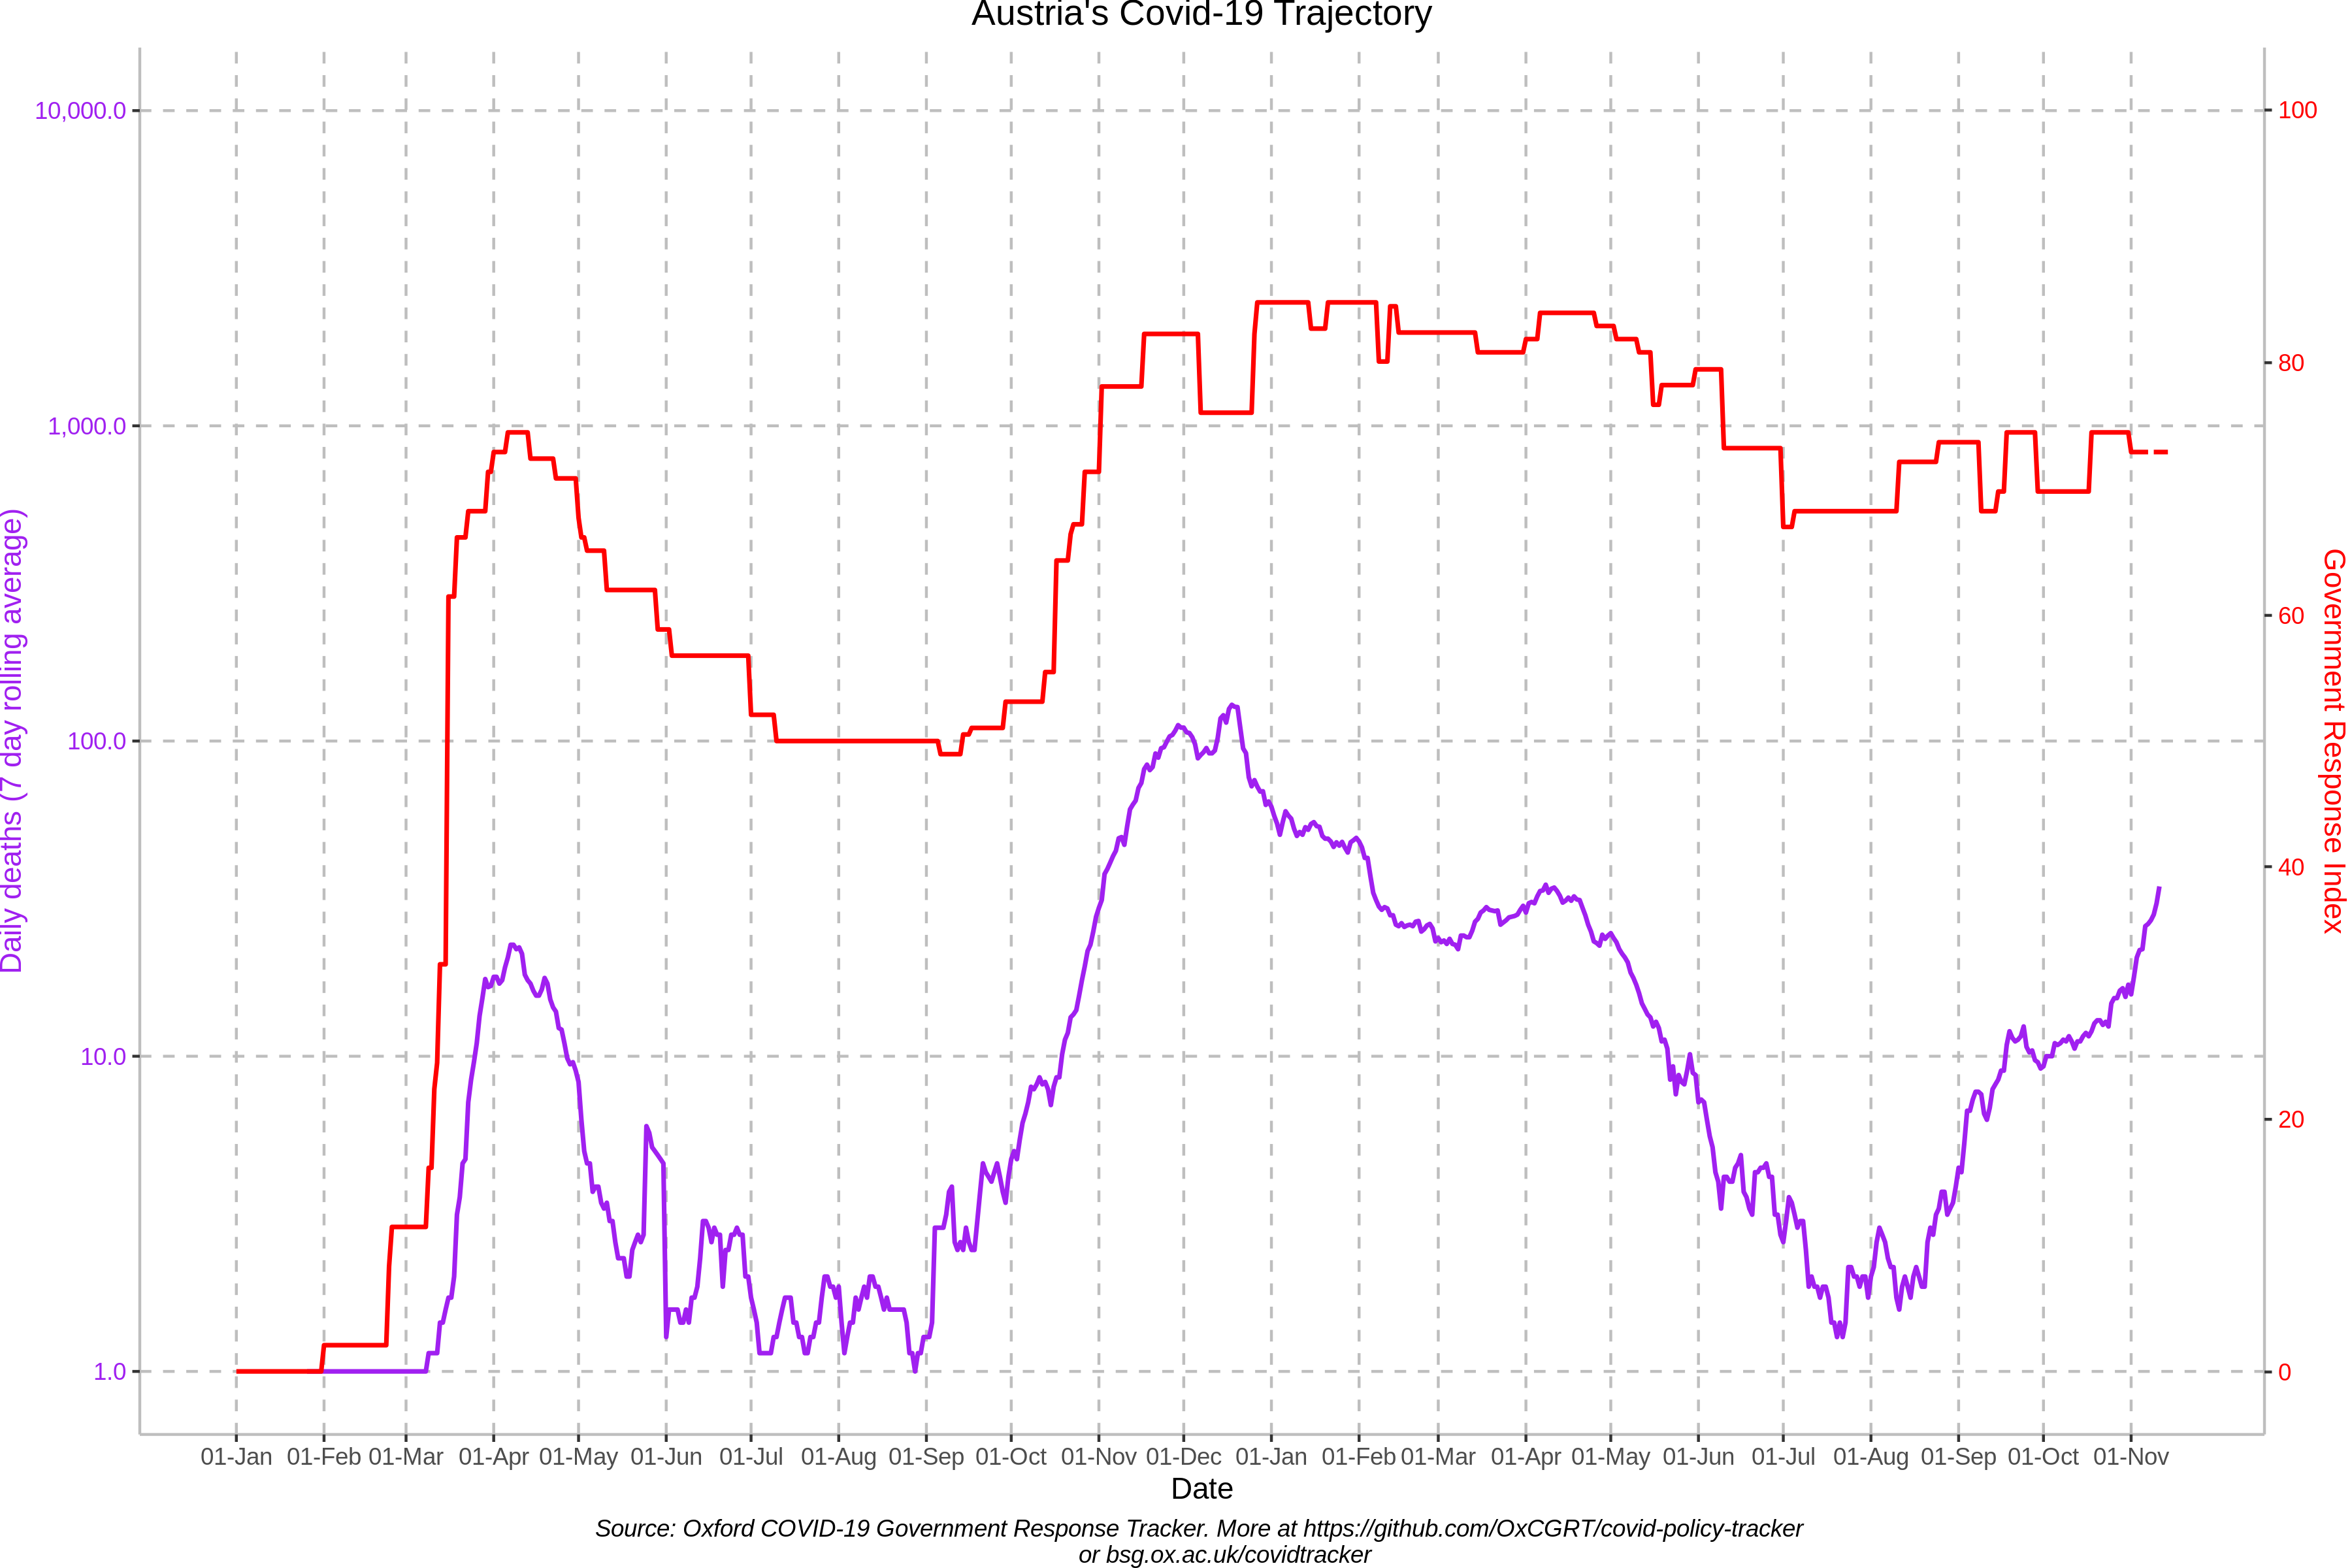 Austria's Covid-19 Trajectory
10,000.0
1,000.0
100.0
10.0
1.0
Daily deaths (7 day rolling average)
100
80
60
40
20
0
Government Response Index
01-Jan 01-Feb 01-Mar 01-Apr 01-May 01-Jun 01-Jul 01-Aug 01-Sep 01-Oct 01-Nov 01-Dec 01-Jan 01-Feb 01-Mar 01-Apr 01-May 01-Jun 01-Jul 01-Aug 01-Sep 01-Oct 01-Nov
Date
Source: Oxford COVID-19 Government Response Tracker. More at https://github.com/OxCGRT/covid-policy-tracker
or bsg.ox.ac.uk/covidtracker